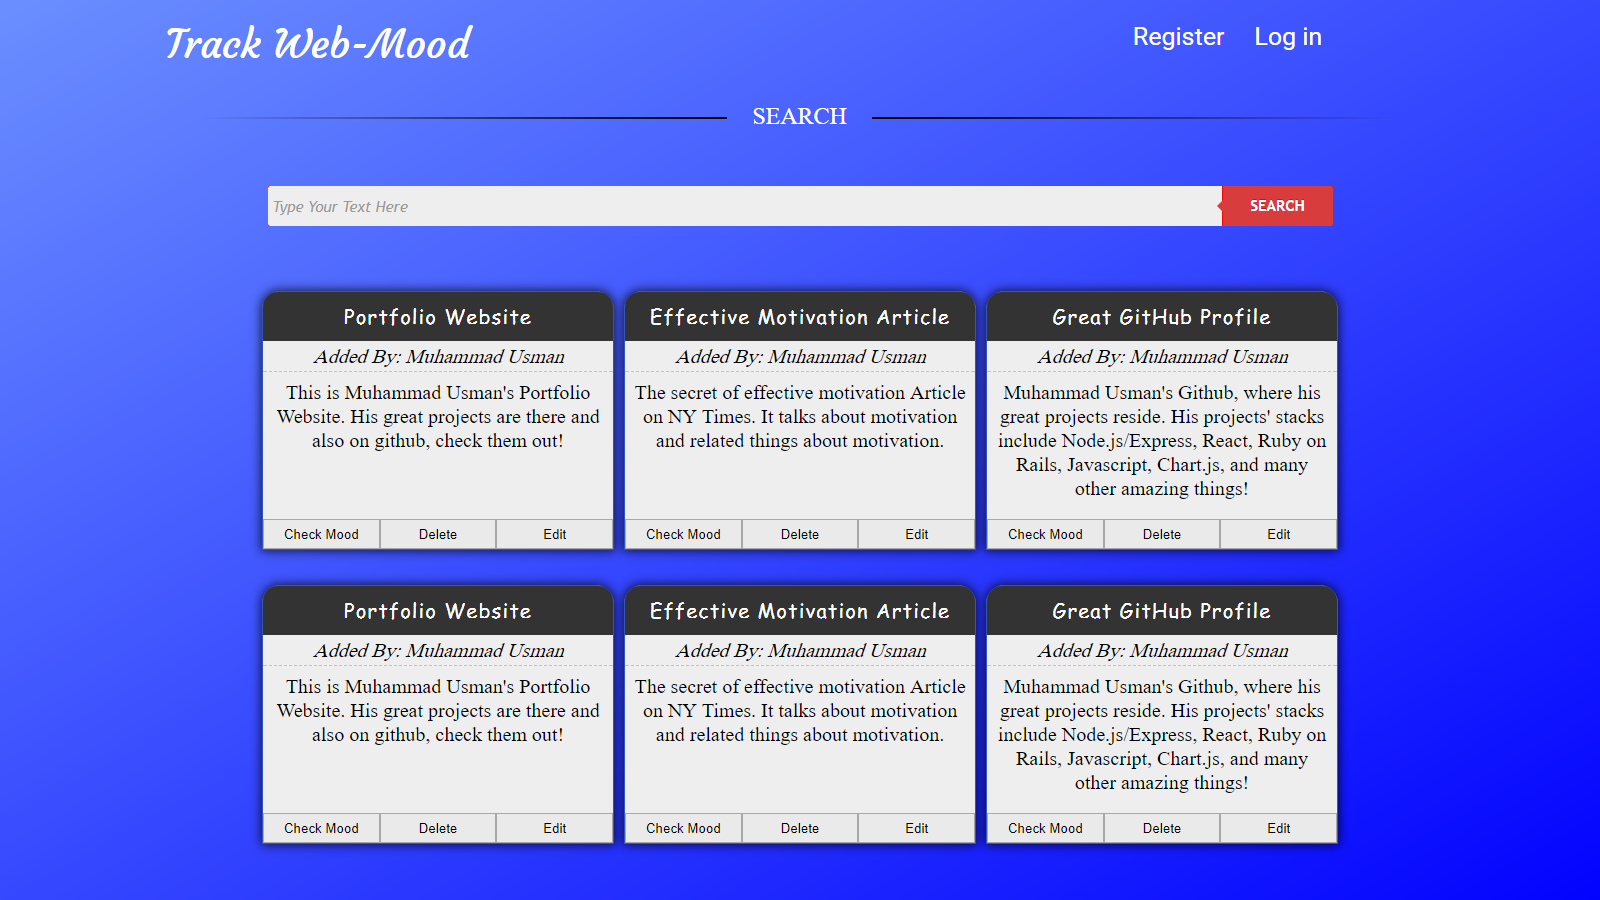 Track Web-Mood
Register Log in
SEARCH
Type Your Text Here
SEARCH
Portfolio Website
Added By: Muhammad Usman
This is Muhammad Usman's Portfolio
Website. His great projects are there and
also on github, check them out!
Check Mood Delete Edit
Effective Motivation Article
Added By: Muhammad Usman
The secret of effective motivation Article
on NY Times. It talks about motivation
and related things about motivation.
Check Mood Delete Edit
Great GitHub Profile
Added By: Muhammad Usman
Muhammad Usman's Github, where his
great projects reside. His projects' stacks
include Node.js/Express, React, Ruby on
Rails, Javascript, Chart.js, and many
other amazing things!
Check Mood Delete Edit
Portfolio Website
Added By: Muhammad Usman
This is Muhammad Usman's Portfolio
Website. His great projects are there and
also on github, check them out!
Check Mood Delete Edit
Effective Motivation Article
Added By: Muhammad Usman
The secret of effective motivation Article
on NY Times. It talks about motivation
and related things about motivation.
Check Mood Delete Edit
Great GitHub Profile
Added By: Muhammad Usman
Muhammad Usman's Github, where his
great projects reside. His projects' stacks
include Node.js/Express, React, Ruby on
Rails, Javascript, Chart.js, and many
other amazing things!
Check Mood Delete Edit